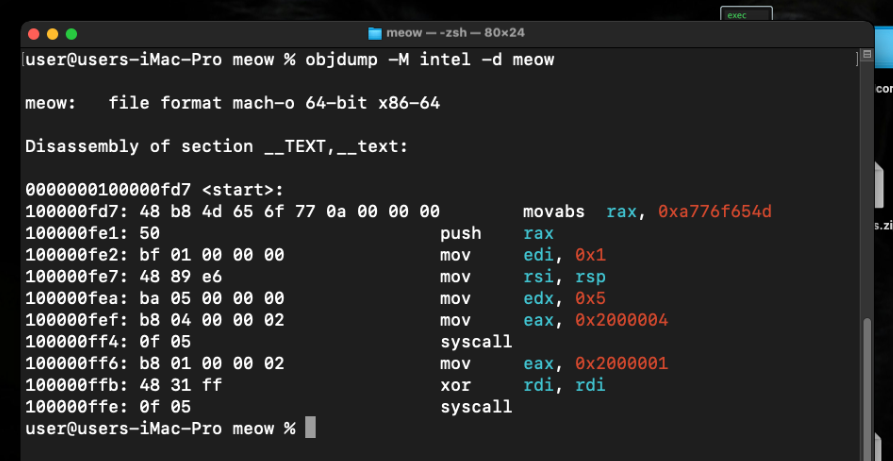 exec
meow — -zsh — 80×24
[user@users-iMac-Pro meow % objdump -M intel -d meow ]
meow: file format mach-o 64-bit x86-64
Disassembly of section __TEXT,__text:
0000000100000fd7 <start>:
100000fd7: 48 b8 4d 65 6f 77 0a 00 00 00 movabs rax, 0xa776f654d
100000fe1: 50 push rax
100000fe2: bf 01 00 00 00 mov edi, 0x1
100000fe7: 48 89 e6 mov rsi, rsp
100000fea: ba 05 00 00 00 mov edx, 0x5
100000fef: b8 04 00 00 02 mov eax, 0x2000004
100000ff4: 0f 05 syscall
100000ff6: b8 01 00 00 02 mov eax, 0x2000001
100000ffb: 48 31 ff xor rdi, rdi
100000ffe: 0f 05 syscall
user@users-iMac-Pro meow %